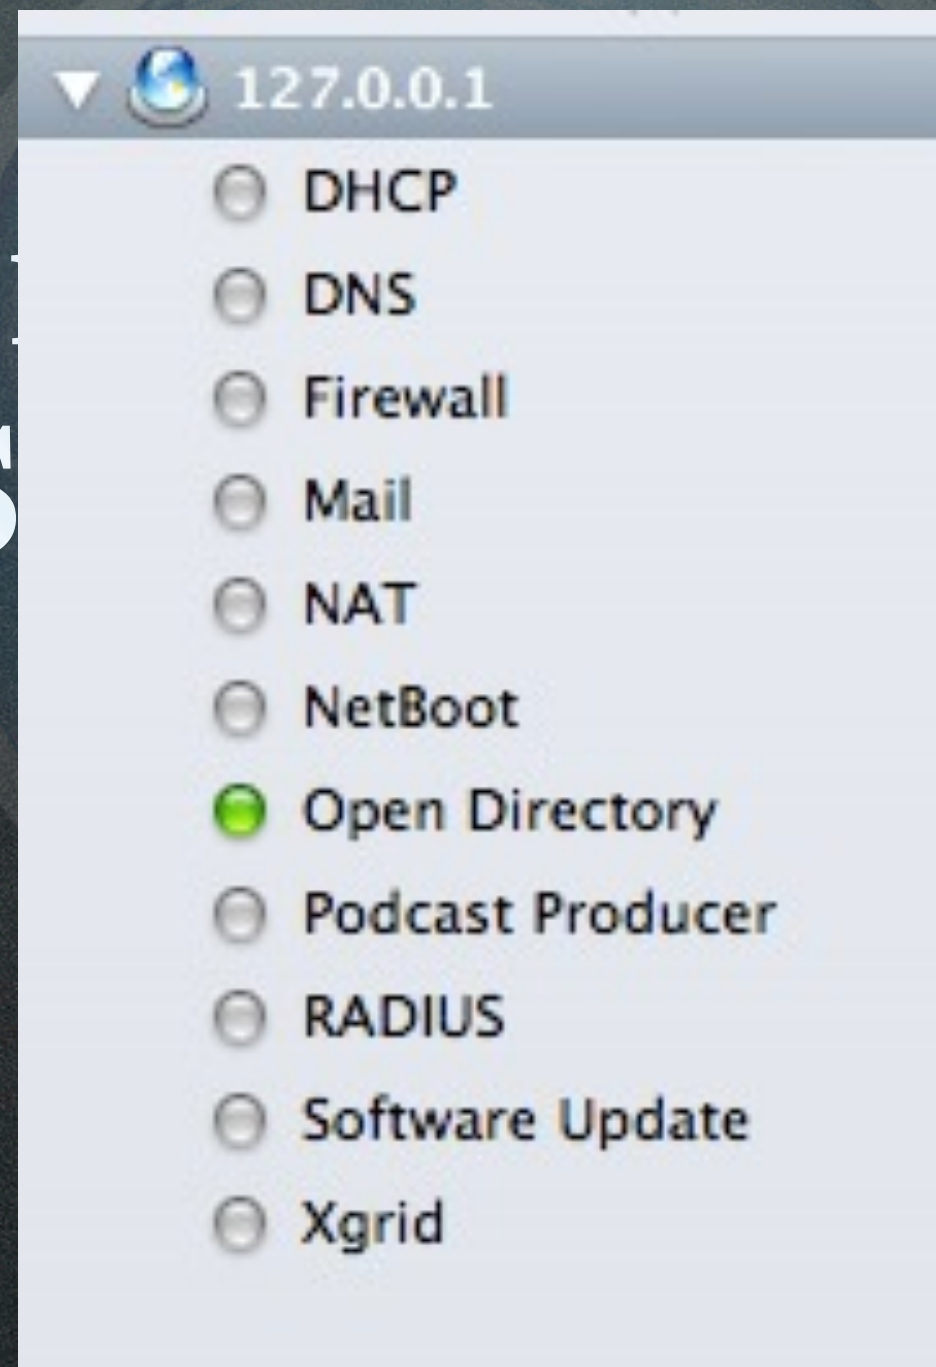 127.0.0.1
DHCP
DNS
Firewall
Mail
NAT
NetBoot
Open Directory
Podcast Producer
RADIUS
Software Update
Xgrid